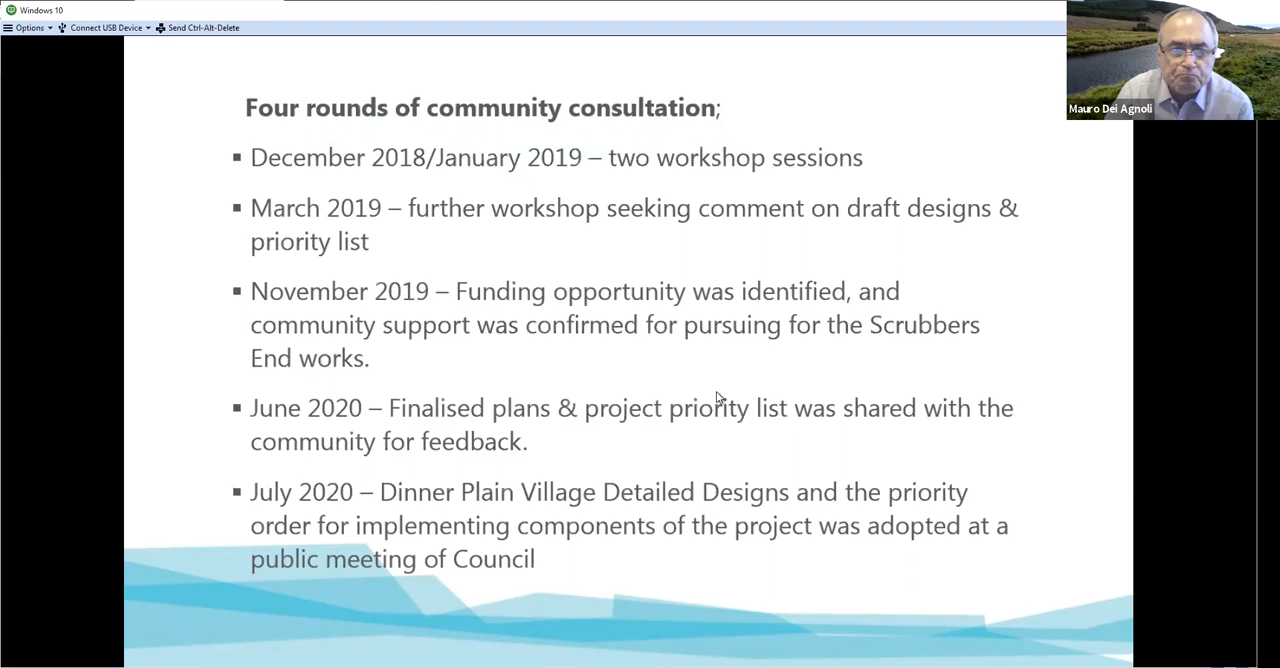 Windows 10
Options Connect USB Device Send Ctrl-Alt-Delete
Mauro Dei Agnoli
Four rounds of community consultation;
▪ December 2018/January 2019 – two workshop sessions
▪ March 2019 – further workshop seeking comment on draft designs &
priority list
▪ November 2019 – Funding opportunity was identified, and
community support was confirmed for pursuing for the Scrubbers
End works.
▪ June 2020 – Finalised plans & project priority list was shared with the
community for feedback.
▪ July 2020 – Dinner Plain Village Detailed Designs and the priority
order for implementing components of the project was adopted at a
public meeting of Council